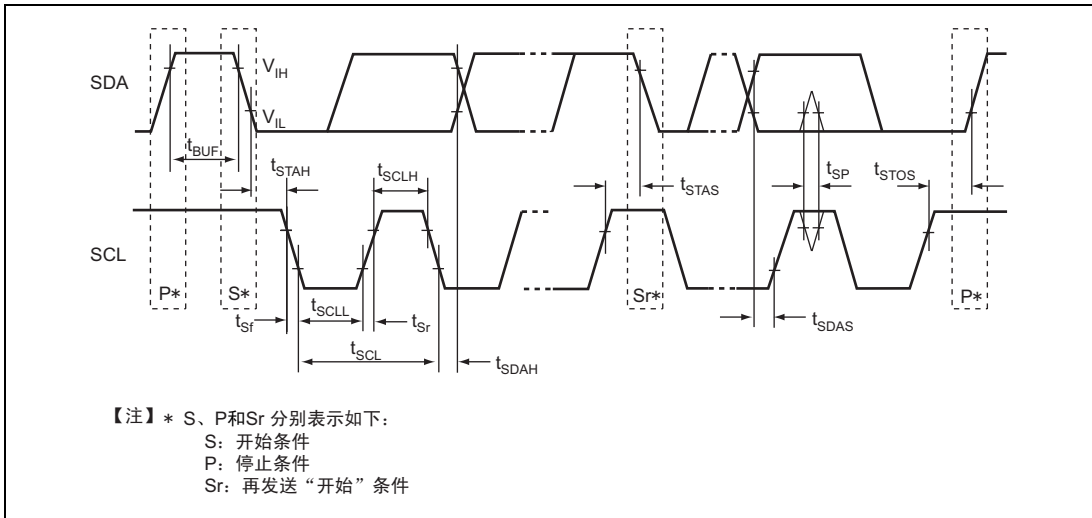 SDA
V_IH
V_IL
t_BUF
t_STAH
t_SCLH
t_STAS
t_SP
t_STOS
SCL
P*
S*
Sr*
P*
t_Sf
t_SCLL
t_Sr
t_SDAS
t_SCL
t_SDAH
【注】* S、P和Sr 分别表示如下：
S：开始条件
P：停止条件
Sr：再发送“开始”条件